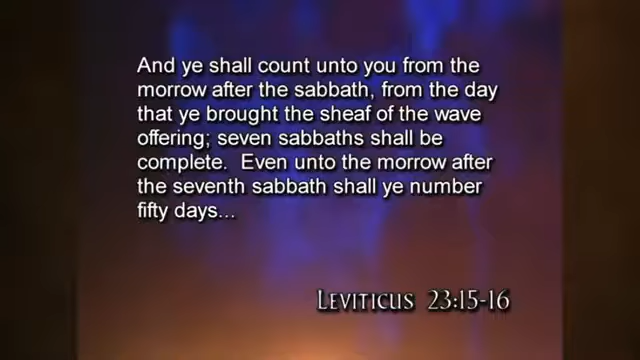 And ye shall count unto you from the
morrow after the sabbath, from the day
that ye brought the sheaf of the wave
offering; seven sabbaths shall be
complete.  Even unto the morrow after
the seventh sabbath shall ye number
fifty days...
Leviticus 23:15-16